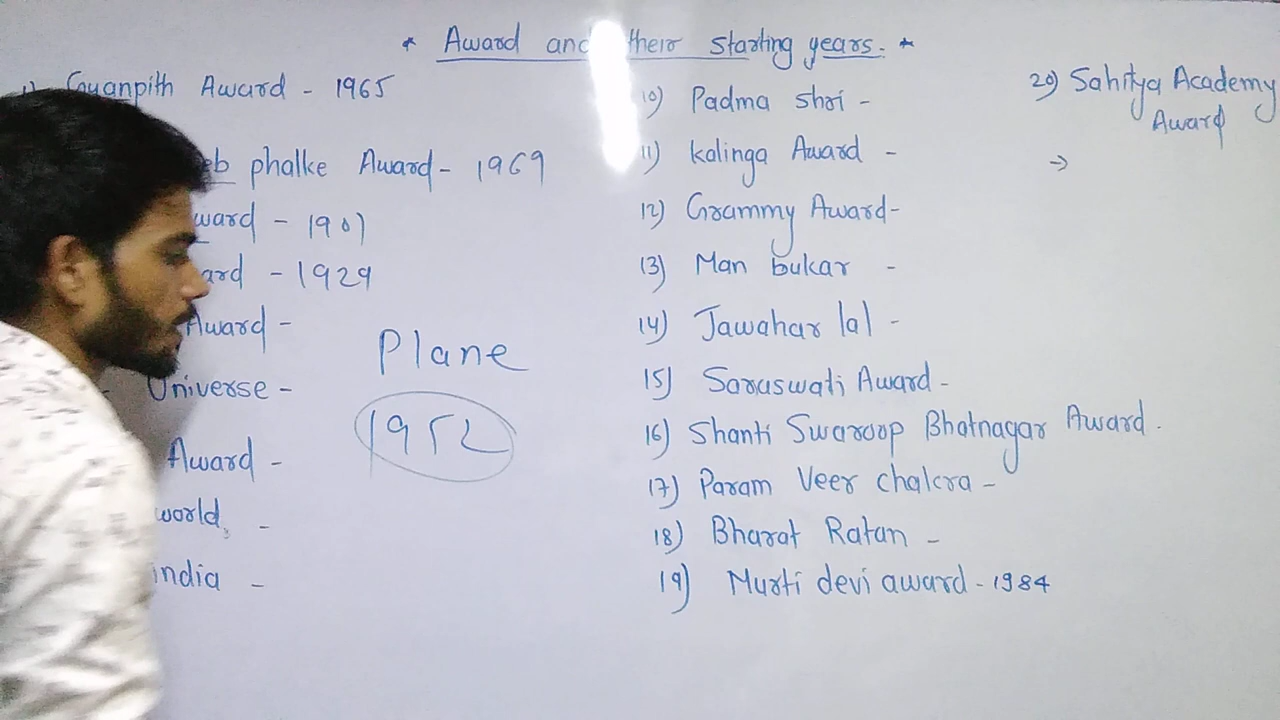 * Award and their starting years. *
Gyanpith Award - 1965
eb phalke Award - 1969
ward - 1901
ard - 1929
Award -
Universe -
Award -
world, -
india -
Plane
1952
10) Padma shri -
11) Kalinga Award -
12) Grammy Award -
13) Man bukar -
14) Jawahar lal -
15) Saraswati Award -
16) Shanti Swaroop Bhatnagar Award -
17) Param Veer chakra -
18) Bharat Ratan -
19) Murti devi award - 1984
20) Sahitya Academy
Award
→